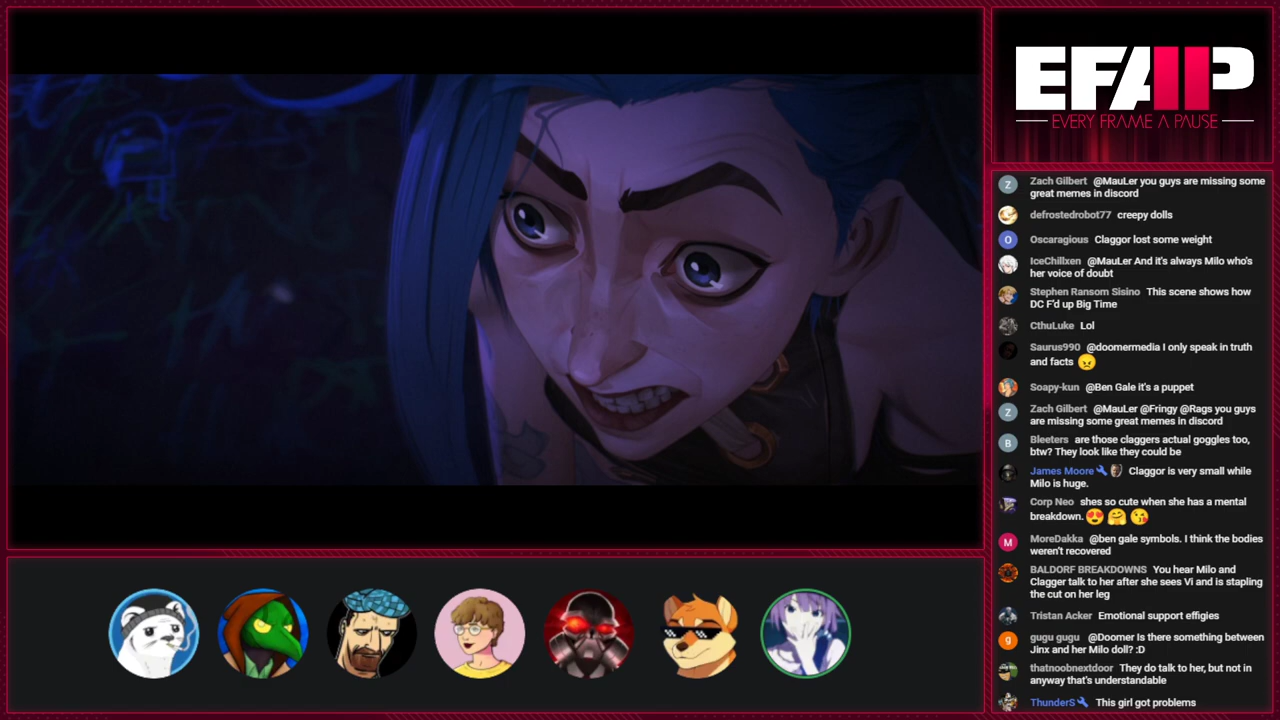 EFAP
EVERY FRAME A PAUSE
Z
Zach Gilbert @MauLer you guys are missing some
great memes in discord
defrostedrobot77 creepy dolls
O
Oscaragious Claggor lost some weight
IceChillxen @MauLer And it's always Milo who's
her voice of doubt
Stephen Ransom Sisino This scene shows how
DC F'd up Big Time
CthuLuke Lol
Saurus990 @doomermedia I only speak in truth
and facts 😠
Soapy-kun @Ben Gale it's a puppet
Z
Zach Gilbert @MauLer @Fringy @Rags you guys
are missing some great memes in discord
B
Bleeters are those claggers actual goggles too,
btw? They look like they could be
James Moore Claggor is very small while
Milo is huge.
Corp Neo shes so cute when she has a mental
breakdown. 😍 🤗 😘
M
MoreDakka @ben gale symbols. I think the bodies
weren't recovered
BALDORF BREAKDOWNS You hear Milo and
Clagger talk to her after she sees Vi and is stapling
the cut on her leg
Tristan Acker Emotional support effigies
g
gugu gugu @Doomer Is there something between
Jinx and her Milo doll? :D
thatnoobnextdoor They do talk to her, but not in
anyway that's understandable
ThunderS This girl got problems